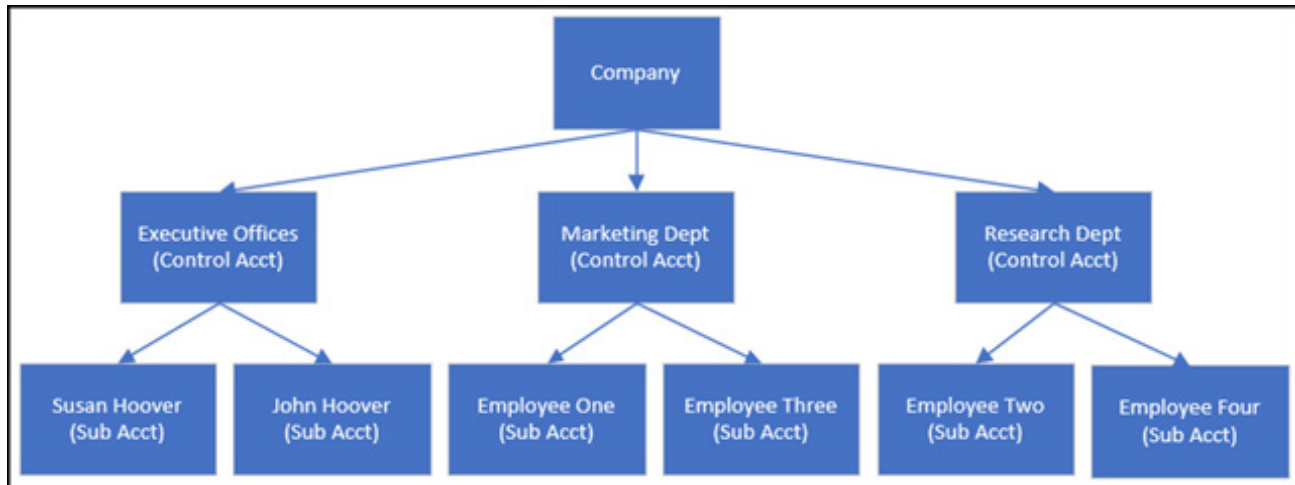 Company
Executive Offices
(Control Acct)
Marketing Dept
(Control Acct)
Research Dept
(Control Acct)
Susan Hoover
(Sub Acct)
John Hoover
(Sub Acct)
Employee One
(Sub Acct)
Employee Three
(Sub Acct)
Employee Two
(Sub Acct)
Employee Four
(Sub Acct)